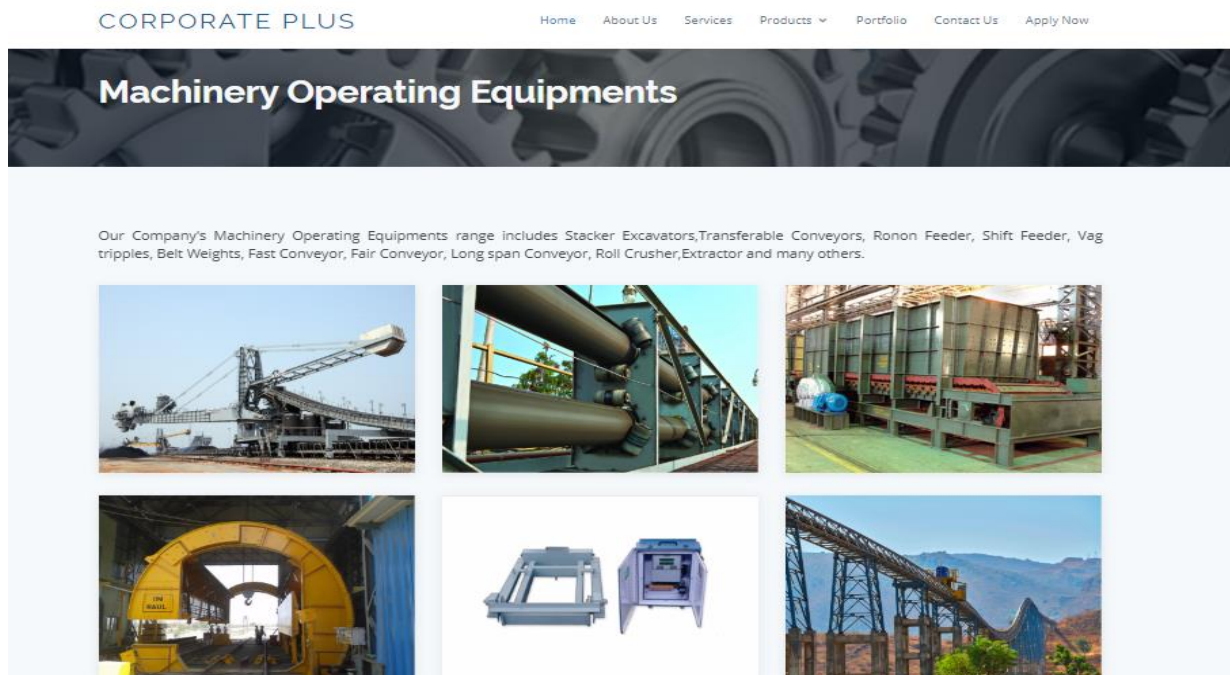 CORPORATE PLUS
Home About Us Services Products Portfolio Contact Us Apply Now
Machinery Operating Equipments
Our Company's Machinery Operating Equipments range includes Stacker Excavators,Transferable Conveyors, Ronon Feeder, Shift Feeder, Vag
tripples, Belt Weights, Fast Conveyor, Fair Conveyor, Long span Conveyor, Roll Crusher,Extractor and many others.